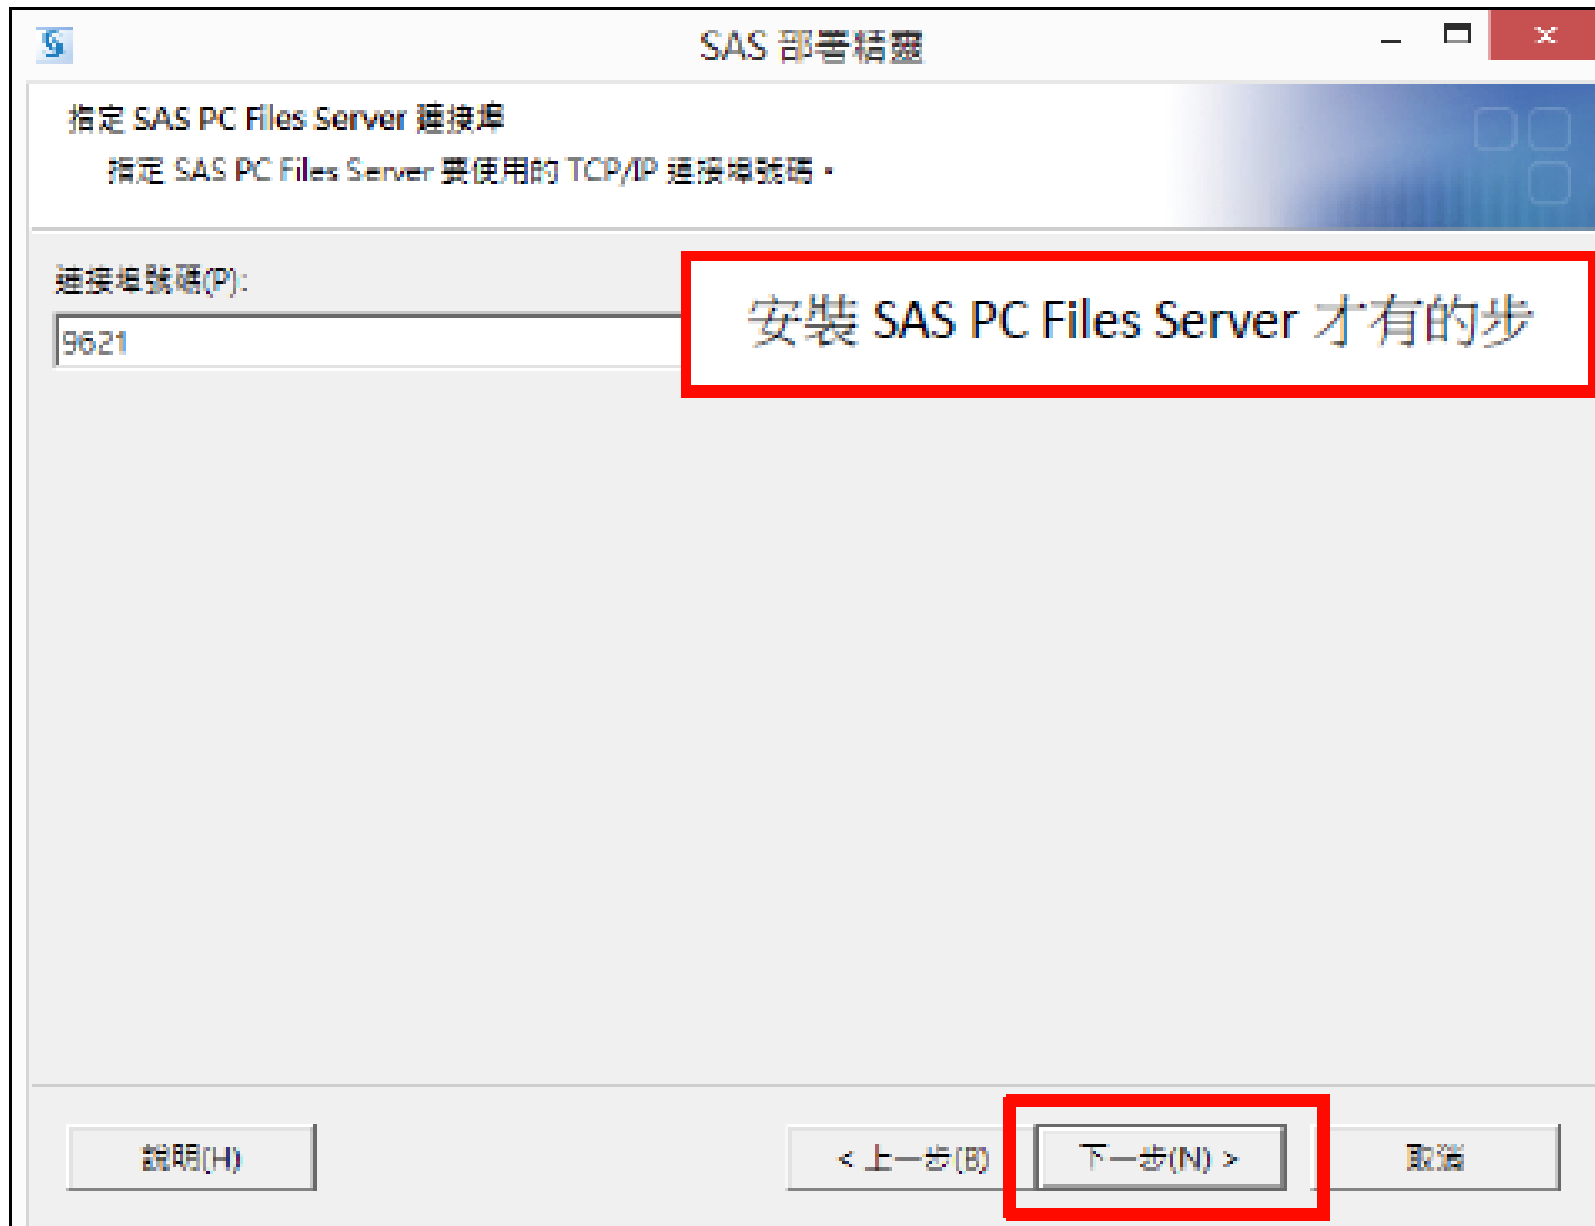 SAS 部署精靈
指定 SAS PC Files Server 連接埠
指定 SAS PC Files Server 要使用的 TCP/IP 連接埠號碼。
連接埠號碼(P):
9621
安裝 SAS PC Files Server 才有的步
說明(H)
< 上一步(B)
下一步(N) >
取消